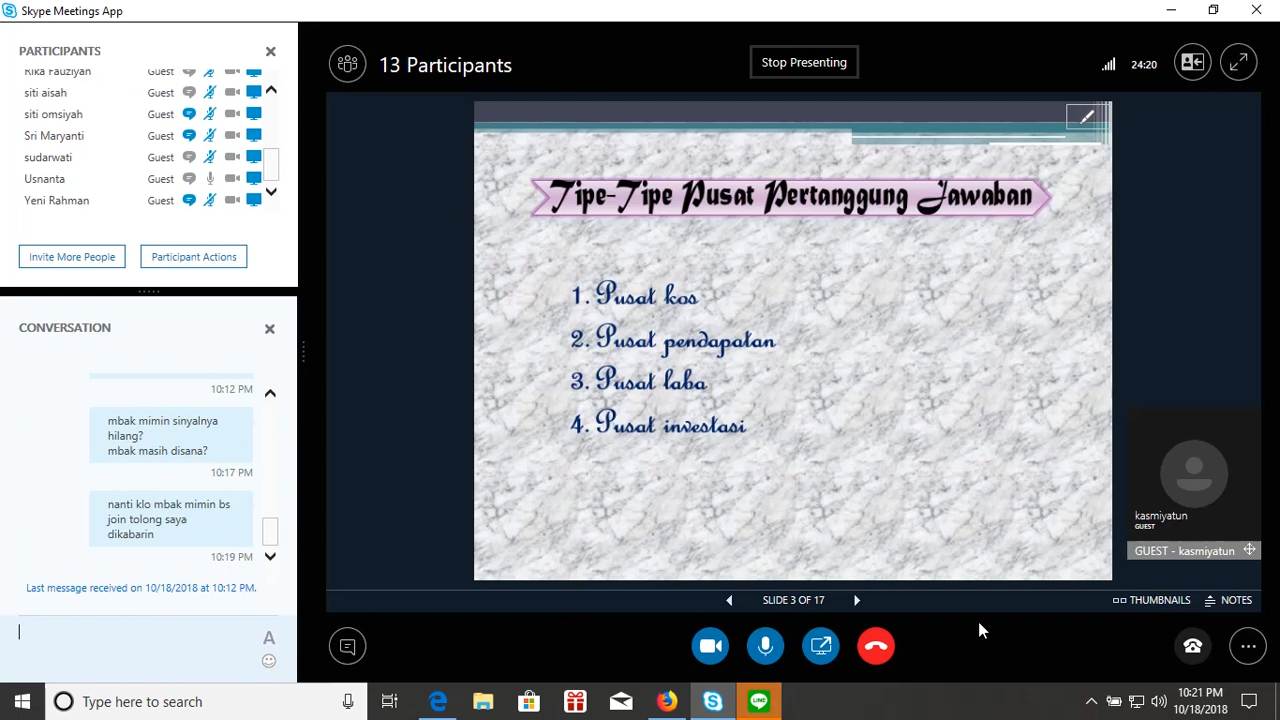 Skype Meetings App
PARTICIPANTS
Rika Fauziyah Guest
siti aisah Guest
siti omsiyah Guest
Sri Maryanti Guest
sudarwati Guest
Usnanta Guest
Yeni Rahman Guest
Invite More People Participant Actions
CONVERSATION
10:12 PM
mbak mimin sinyalnya
hilang?
mbak masih disana?
10:17 PM
nanti klo mbak mimin bs
join tolong saya
dikabarin
10:19 PM
Last message received on 10/18/2018 at 10:12 PM.
A
13 Participants
Stop Presenting
24:20
Tipe-Tipe Pusat Pertanggung Jawaban
1. Pusat kos
2. Pusat pendapatan
3. Pusat laba
4. Pusat investasi
kasmiyatun
GUEST
GUEST - kasmiyatun
SLIDE 3 OF 17
THUMBNAILS NOTES
Type here to search
LINE
10:21 PM
10/18/2018